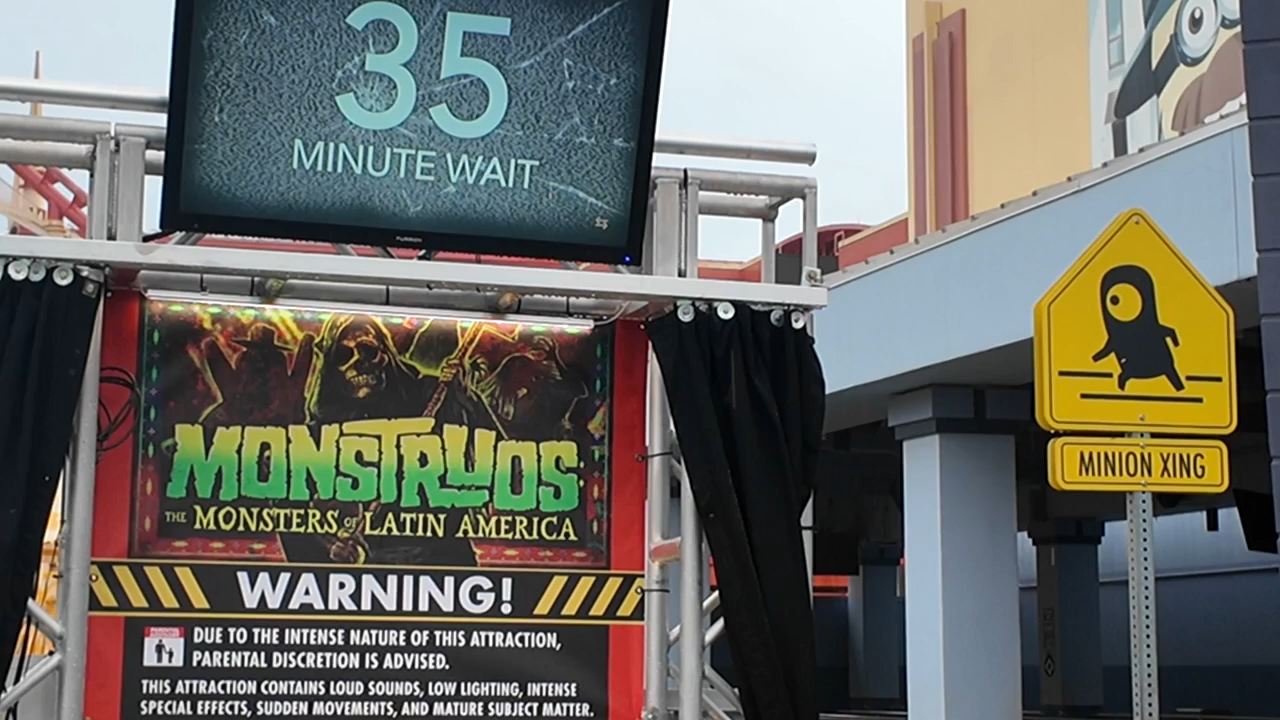 35
MINUTE WAIT
MONSTRUOS
THE MONSTERS OF LATIN AMERICA
WARNING!
DUE TO THE INTENSE NATURE OF THIS ATTRACTION,
PARENTAL DISCRETION IS ADVISED.
THIS ATTRACTION CONTAINS LOUD SOUNDS, LOW LIGHTING, INTENSE
SPECIAL EFFECTS, SUDDEN MOVEMENTS, AND MATURE SUBJECT MATTER.
MINION XING